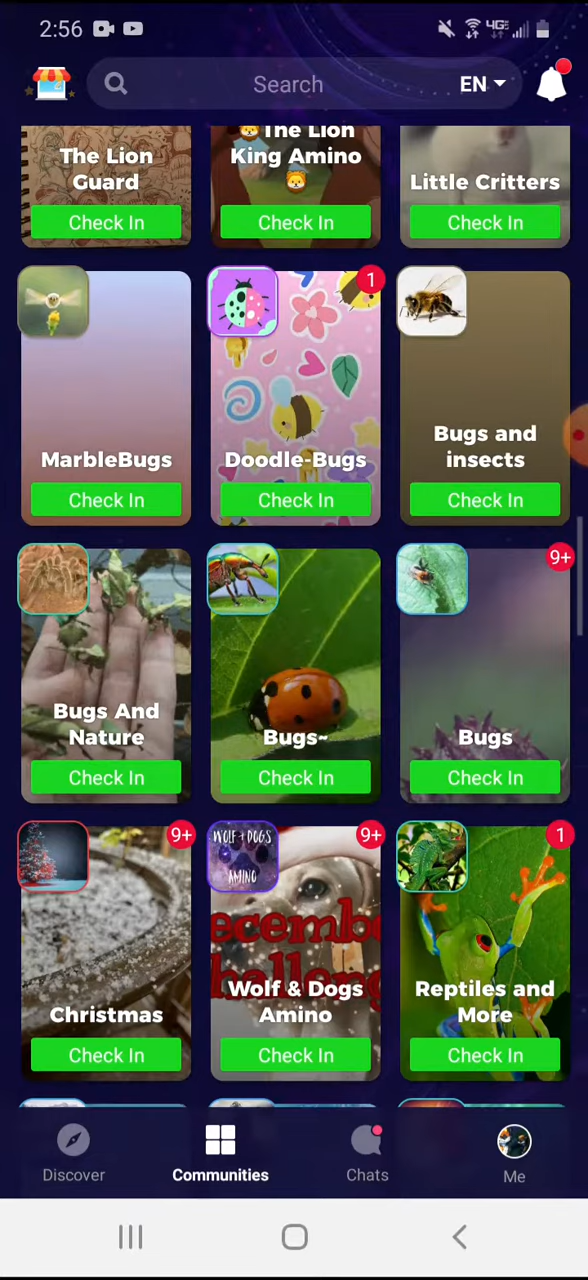 2:56
4G
Search
EN
The Lion
Guard
Check In
🦁The Lion
King Amino
🦁
Check In
Little Critters
Check In
MarbleBugs
Check In
1
Doodle-Bugs
Check In
Bugs and
insects
Check In
Bugs And
Nature
Check In
Bugs~
Check In
9+
Bugs
Check In
9+
Christmas
Check In
9+
WOLF + DOGS
AMINO
ecemb
hallen
Wolf & Dogs
Amino
Check In
1
Reptiles and
More
Check In
Discover
Communities
Chats
Me